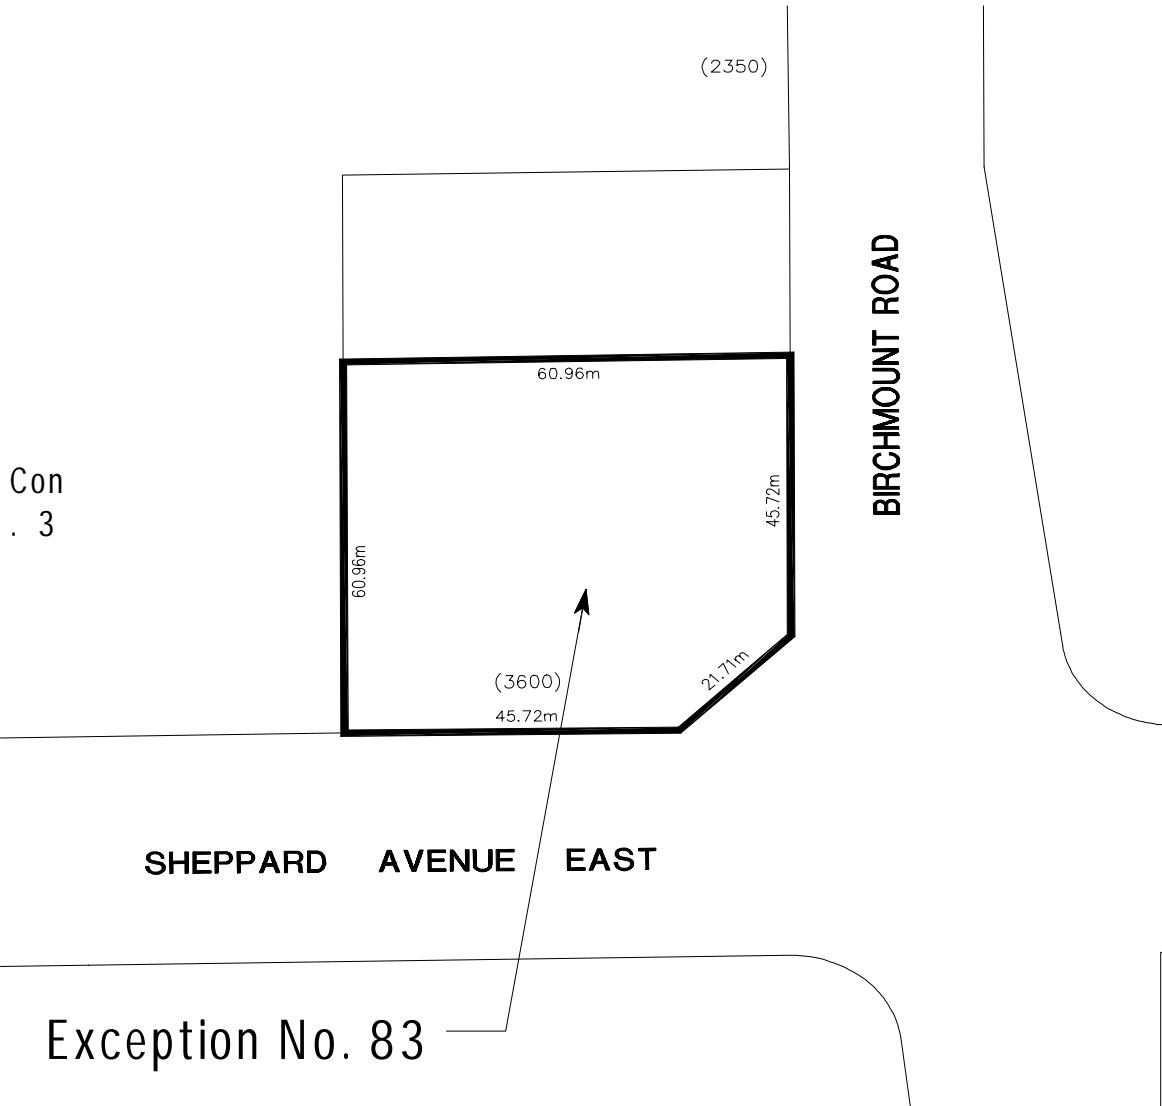 (2350)
BIRCHMOUNT ROAD
60.96m
Con
. 3
45.72m
60.96m
21.71m
(3600)
45.72m
SHEPPARD AVENUE EAST
Exception No. 83